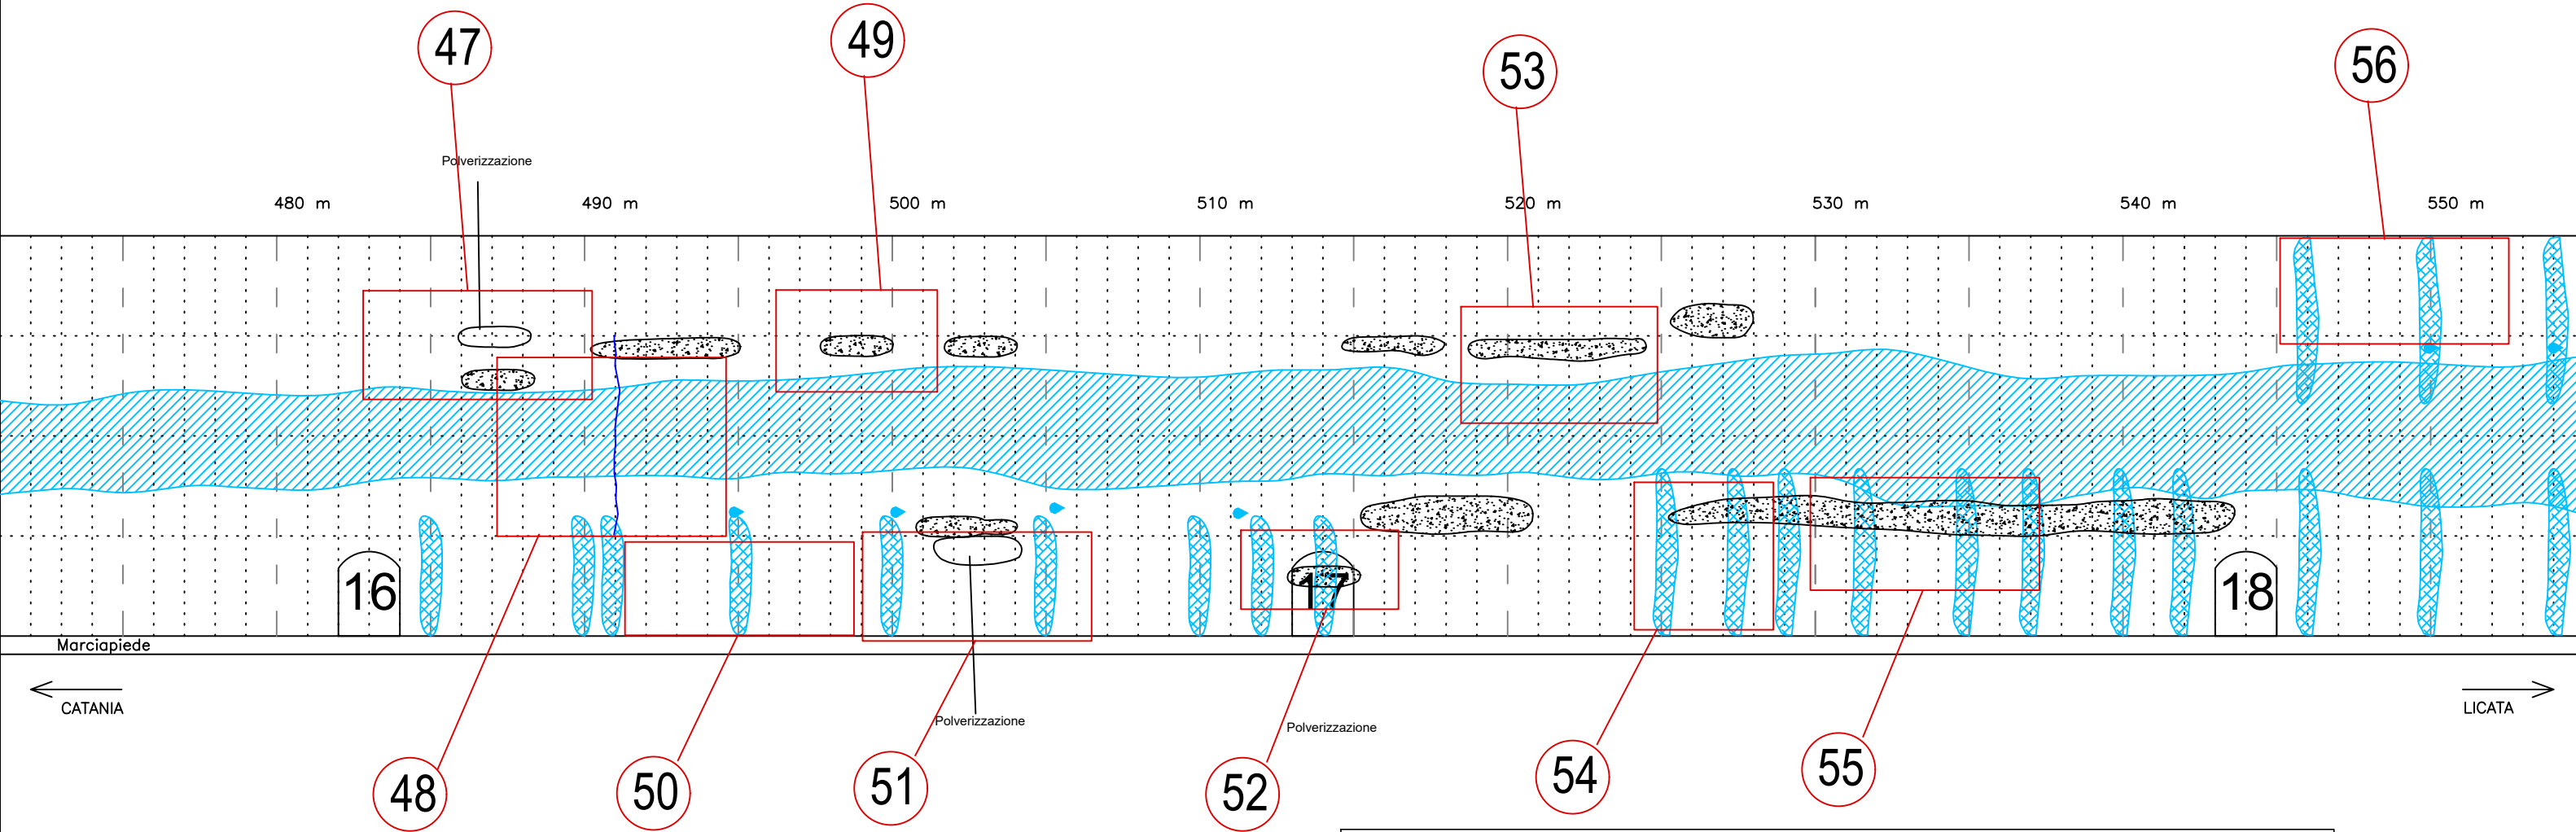 47
49
53
56
Polverizzazione
480 m
490 m
500 m
510 m
520 m
530 m
540 m
550 m
16
17
18
Marciapiede
CATANIA
LICATA
Polverizzazione
Polverizzazione
48
50
51
52
54
55